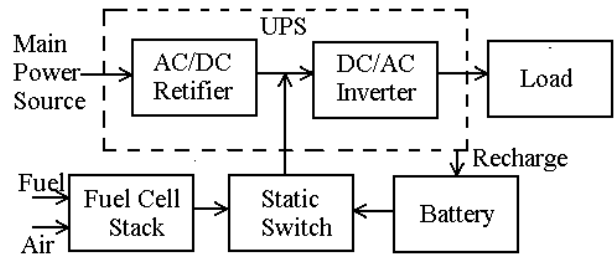 UPS
Main
Power
Source
AC/DC
Retifier
DC/AC
Inverter
Load
Recharge
Fuel
Air
Fuel Cell
Stack
Static
Switch
Battery